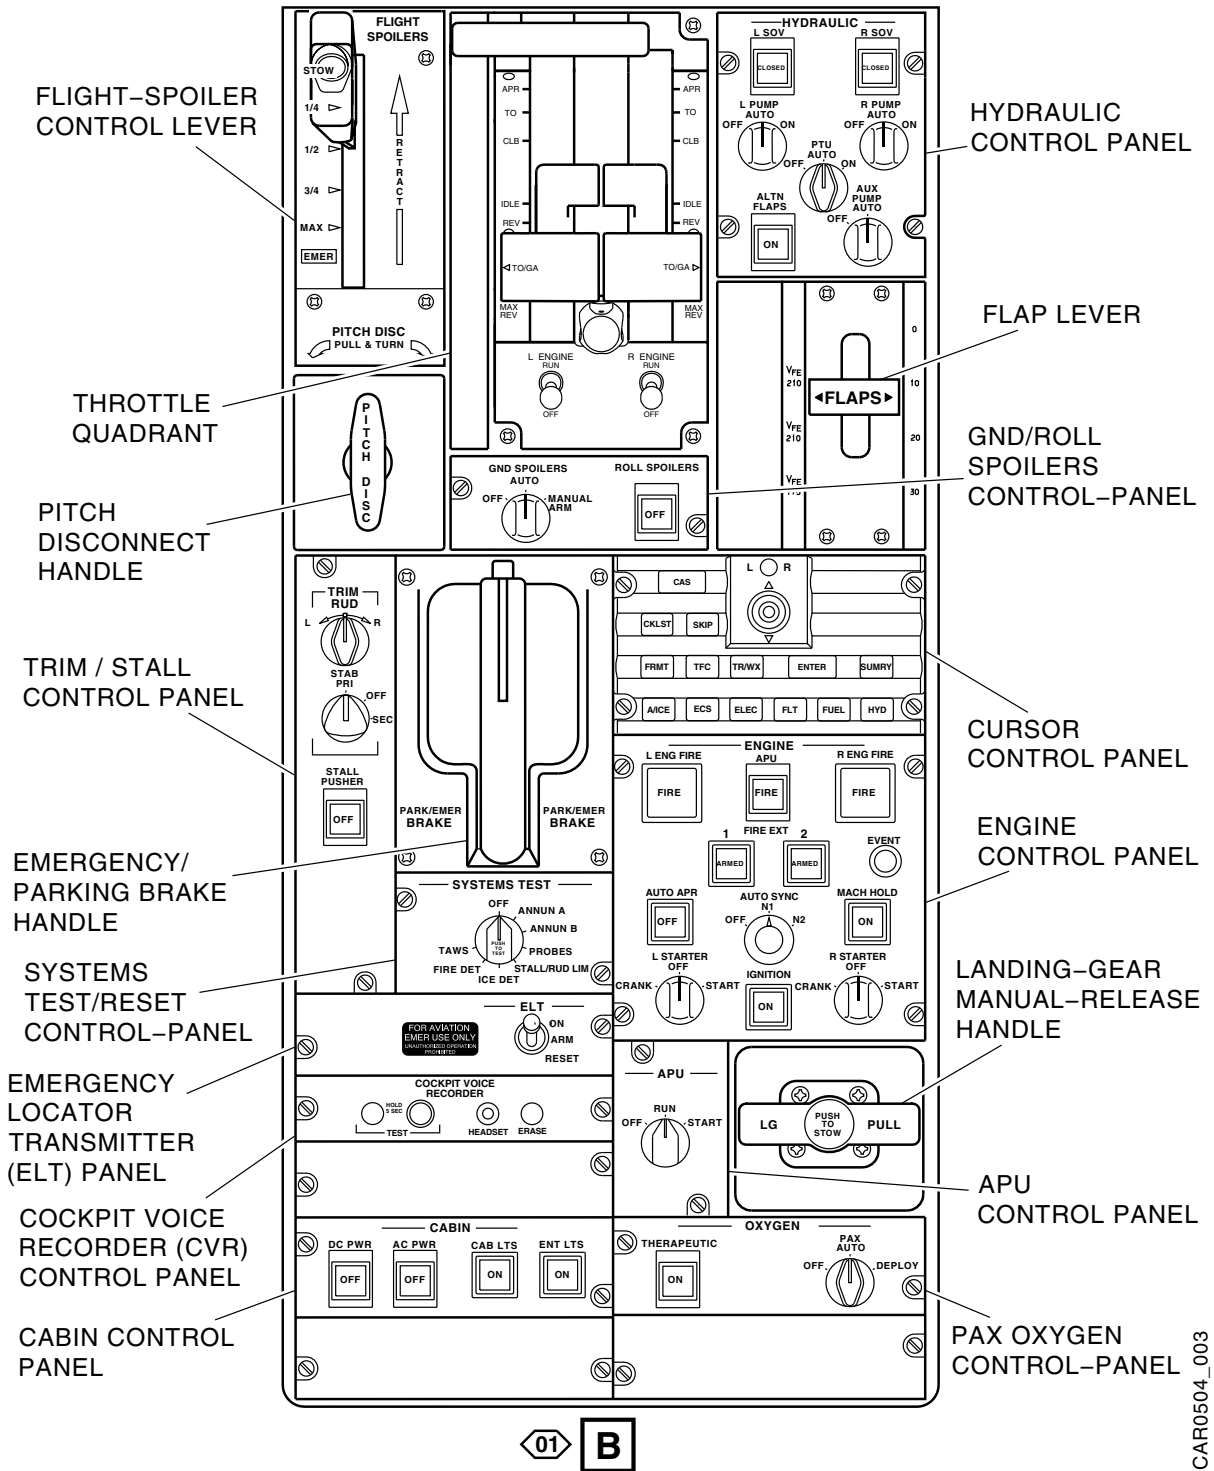 FLIGHT
SPOILERS
STOW
1/4
1/2
3/4
MAX
EMER
RETRACT
PITCH DISC
PULL & TURN
APR
TO
CLB
IDLE
REV
TO/GA
MAX
REV
APR
TO
CLB
IDLE
REV
TO/GA
MAX
REV
L ENGINE
RUN
OFF
R ENGINE
RUN
OFF
HYDRAULIC
L SOV
R SOV
CLOSED
CLOSED
L PUMP
AUTO
OFF
ON
R PUMP
AUTO
OFF
ON
PTU
AUTO
OFF
ON
ALTN
FLAPS
ON
AUX
PUMP
AUTO
OFF
FLIGHT–SPOILER
CONTROL LEVER
HYDRAULIC
CONTROL PANEL
FLAP LEVER
0
VFE
210
10
FLAPS
VFE
210
20
VFE
30
THROTTLE
QUADRANT
PITCH DISC
GND SPOILERS
AUTO
OFF
MANUAL
ARM
ROLL SPOILERS
OFF
GND/ROLL
SPOILERS
CONTROL–PANEL
PITCH
DISCONNECT
HANDLE
TRIM
RUD
L
R
STAB
PRI
OFF
SEC
STALL
PUSHER
OFF
TRIM / STALL
CONTROL PANEL
PARK/EMER
BRAKE
PARK/EMER
BRAKE
L
R
CAS
CKLST
SKIP
FRMT
TFC
TR/WX
ENTER
SUMRY
A/ICE
ECS
ELEC
FLT
FUEL
HYD
CURSOR
CONTROL PANEL
ENGINE
L ENG FIRE
APU
R ENG FIRE
FIRE
FIRE
FIRE
1
FIRE EXT
2
ARMED
ARMED
EVENT
AUTO APR
OFF
AUTO SYNC
N1
OFF
N2
MACH HOLD
ON
L STARTER
OFF
CRANK
START
IGNITION
ON
R STARTER
OFF
CRANK
START
ENGINE
CONTROL PANEL
EMERGENCY/
PARKING BRAKE
HANDLE
SYSTEMS TEST
OFF
ANNUN A
ANNUN B
PROBES
STALL/RUD LIM
ICE DET
FIRE DET
TAWS
PUSH
TO
TEST
SYSTEMS
TEST/RESET
CONTROL–PANEL
LANDING–GEAR
MANUAL–RELEASE
HANDLE
ELT
FOR AVIATION
EMER USE ONLY
UNAUTHORIZED OPERATION
PROHIBITED
ON
ARM
RESET
EMERGENCY
LOCATOR
TRANSMITTER
(ELT) PANEL
COCKPIT VOICE
RECORDER
HOLD
5 SEC
TEST
HEADSET
ERASE
APU
RUN
OFF
START
LG
PUSH
TO
STOW
PULL
APU
CONTROL PANEL
COCKPIT VOICE
RECORDER (CVR)
CONTROL PANEL
CABIN
DC PWR
AC PWR
CAB LTS
ENT LTS
OFF
OFF
ON
ON
OXYGEN
THERAPEUTIC
ON
PAX
AUTO
OFF
DEPLOY
CABIN CONTROL
PANEL
PAX OXYGEN
CONTROL–PANEL
01
B
CAR0504_003